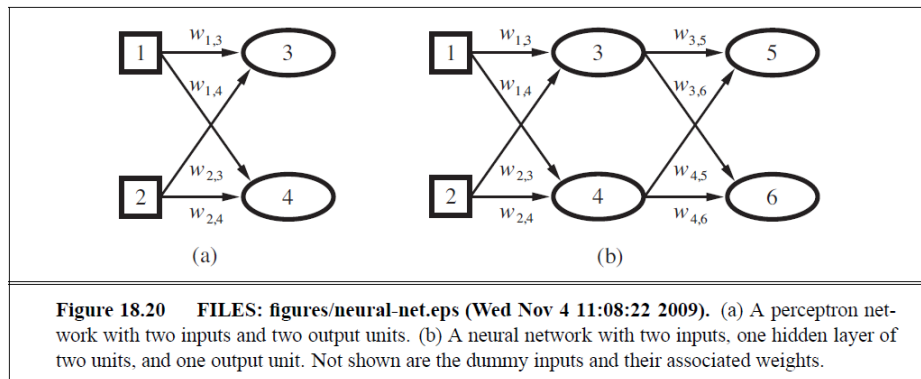 1 w1,3 3
w1,4
w2,3
2 w2,4 4
(a)
1 w1,3 3 w3,5 5
w1,4 w3,6
w2,3 w4,5
2 w2,4 4 w4,6 6
(b)
Figure 18.20 FILES: figures/neural-net.eps (Wed Nov 4 11:08:22 2009). (a) A perceptron net-
work with two inputs and two output units. (b) A neural network with two inputs, one hidden layer of
two units, and one output unit. Not shown are the dummy inputs and their associated weights.